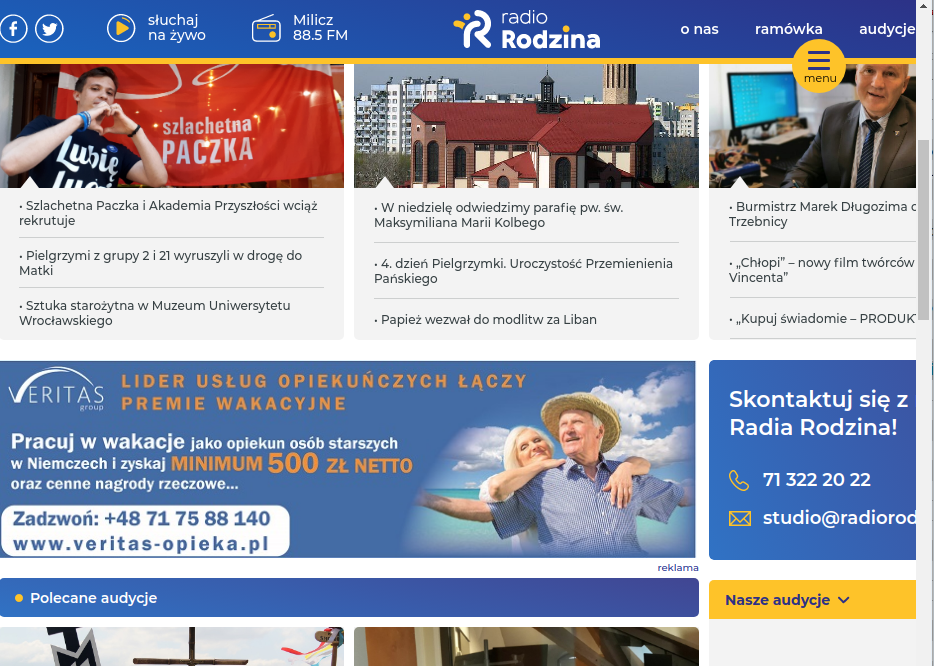 słuchaj
na żywo
Milicz
88.5 FM
radio
Rodzina
o nas
ramówka
audycje
menu
szlachetna
PACZKA
Lubię
• Szlachetna Paczka i Akademia Przyszłości wciąż
rekrutuje
• Pielgrzymi z grupy 2 i 21 wyruszyli w drogę do
Matki
• Sztuka starożytna w Muzeum Uniwersytetu
Wrocławskiego
• W niedzielę odwiedzimy parafię pw. św.
Maksymiliana Marii Kolbego
• 4. dzień Pielgrzymki. Uroczystość Przemienienia
Pańskiego
• Papież wezwał do modlitw za Liban
• Burmistrz Marek Długozima o
Trzebnicy
• „Chłopi” – nowy film twórców
Vincenta”
• „Kupuj świadomie – PRODUKT
VERITAS
group
LIDER USŁUG OPIEKUŃCZYCH ŁĄCZY
PREMIE WAKACYJNE
Pracuj w wakacje jako opiekun osób starszych
w Niemczech i zyskaj MINIMUM 500 ZŁ NETTO
oraz cenne nagrody rzeczowe...
Zadzwoń: +48 71 75 88 140
www.veritas-opieka.pl
reklama
Skontaktuj się z
Radia Rodzina!
71 322 20 22
studio@radiorod
Polecane audycje
Nasze audycje